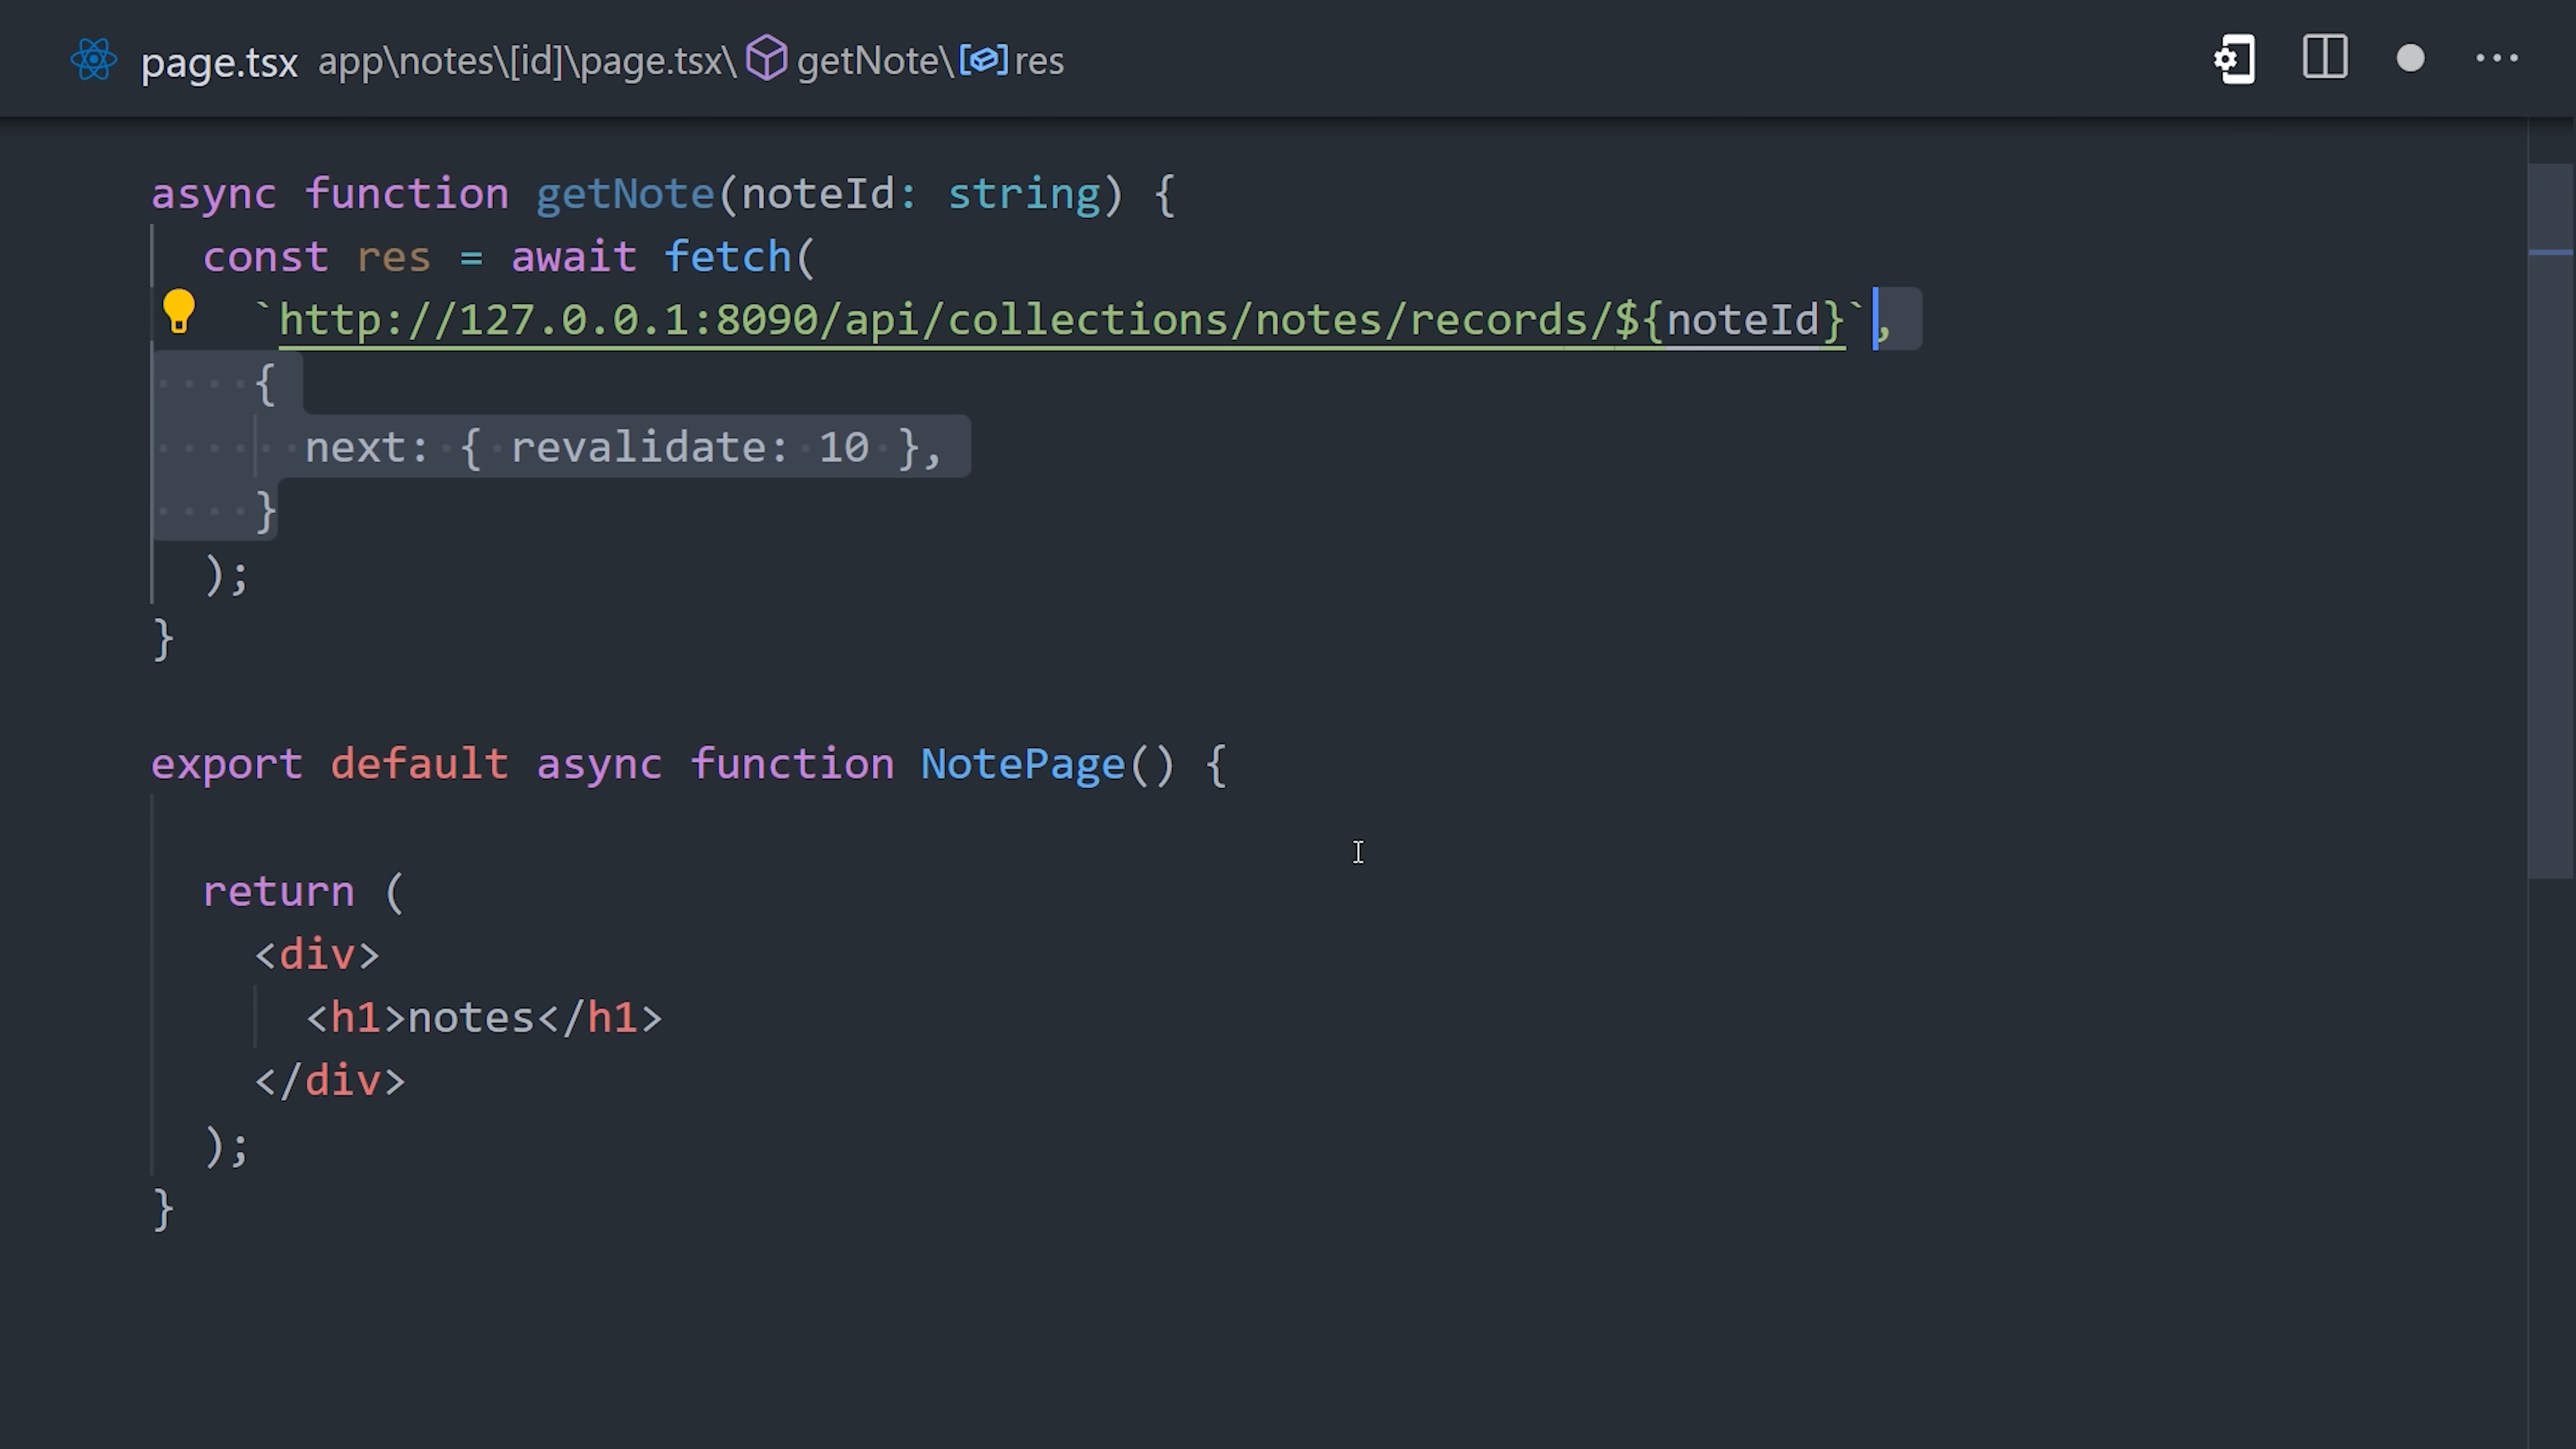 page.tsx app\notes\[id]\page.tsx\ getNote\ res
async function getNote(noteId: string) {
  const res = await fetch(
    `http://127.0.0.1:8090/api/collections/notes/records/${noteId}`,
    {
      next: { revalidate: 10 },
    }
  );
}
export default async function NotePage() {
  return (
    <div>
      <h1>notes</h1>
    </div>
  );
}